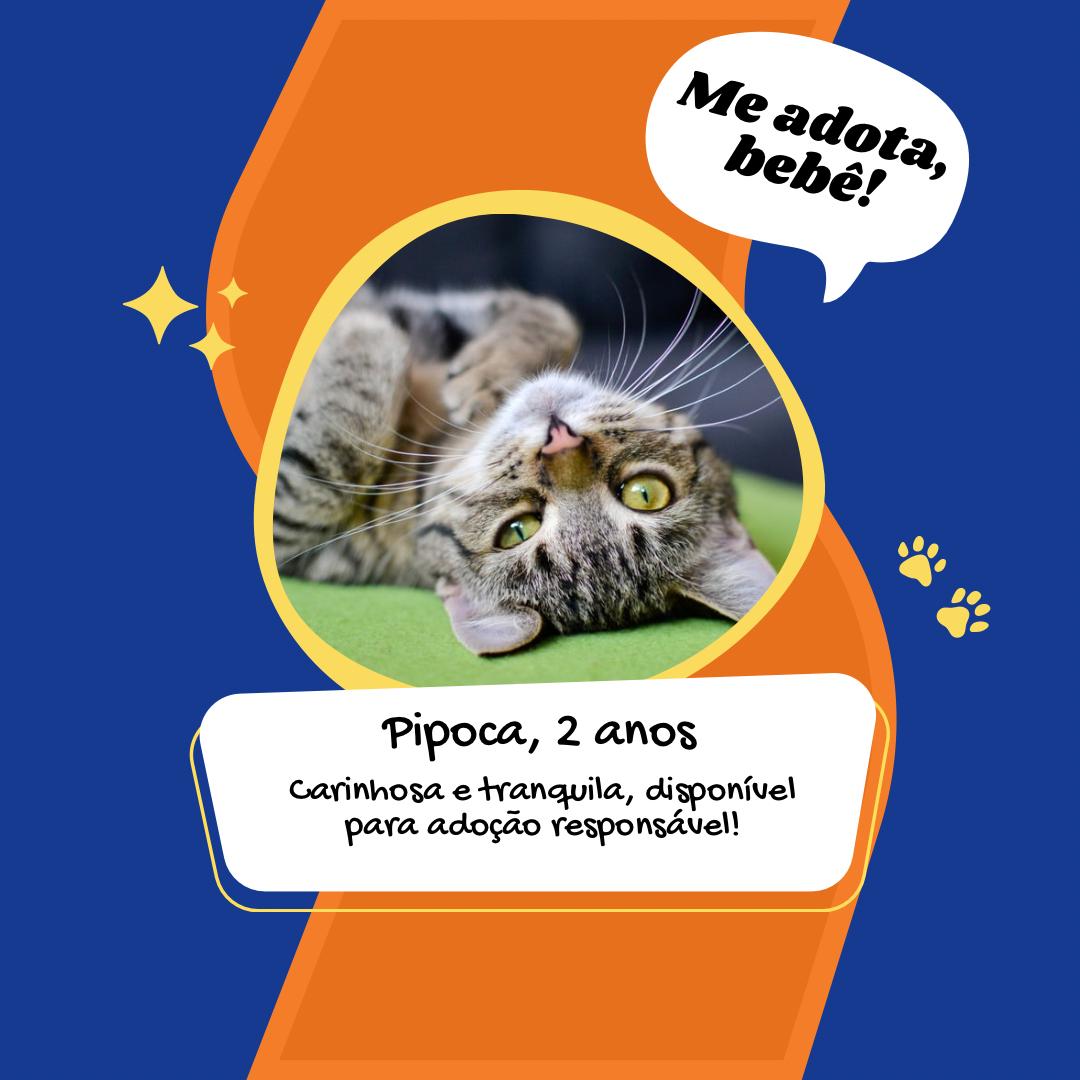 Me adota,
bebê!
Pipoca, 2 anos
Carinhosa e tranquila, disponível
para adoção responsável!